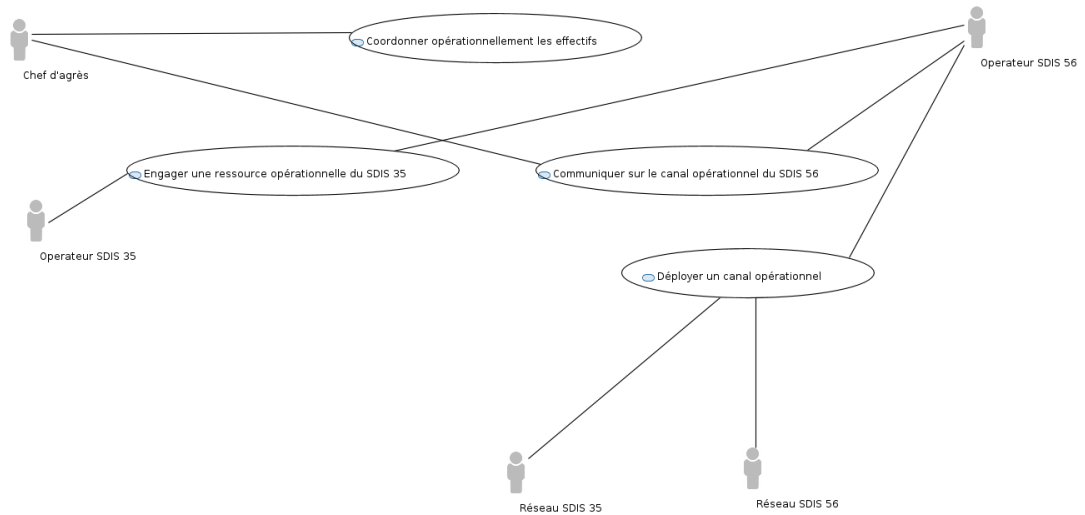 Coordonner opérationnellement les effectifs
Operateur SDIS 56
Chef d'agrès
Engager une ressource opérationnelle du SDIS 35
Communiquer sur le canal opérationnel du SDIS 56
Operateur SDIS 35
Déployer un canal opérationnel
Réseau SDIS 35
Réseau SDIS 56